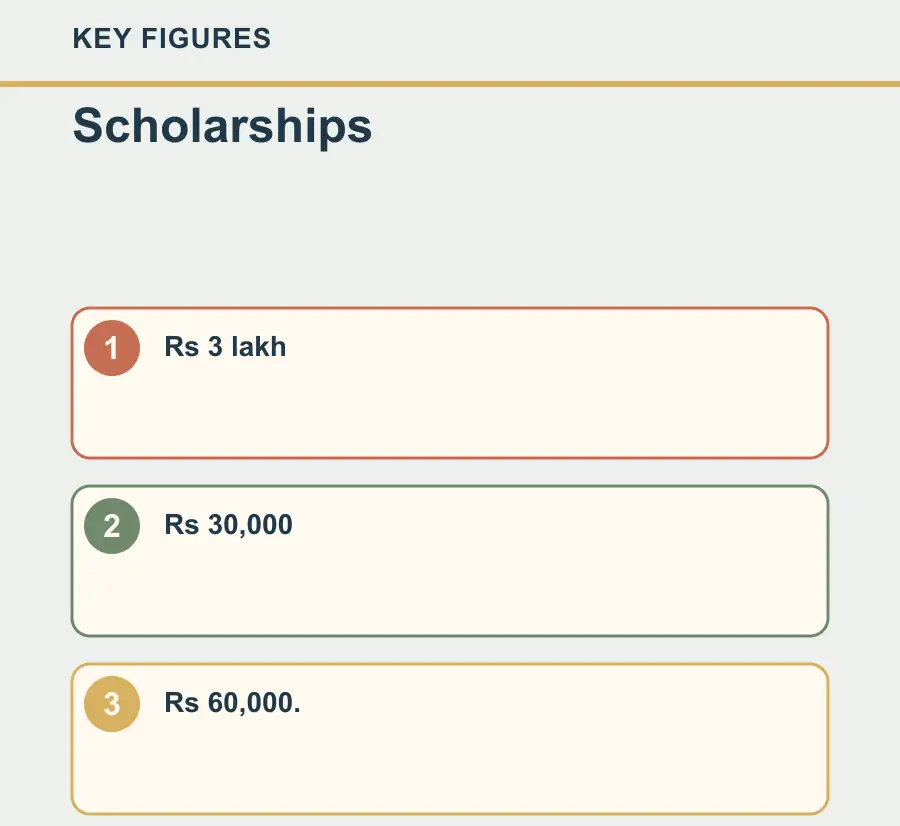 KEY FIGURES
Scholarships
1 Rs 3 lakh
2 Rs 30,000
3 Rs 60,000.